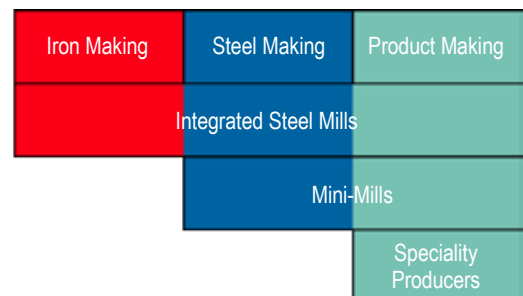 Iron Making
Steel Making
Product Making
Integrated Steel Mills
Mini-Mills
Speciality
Producers